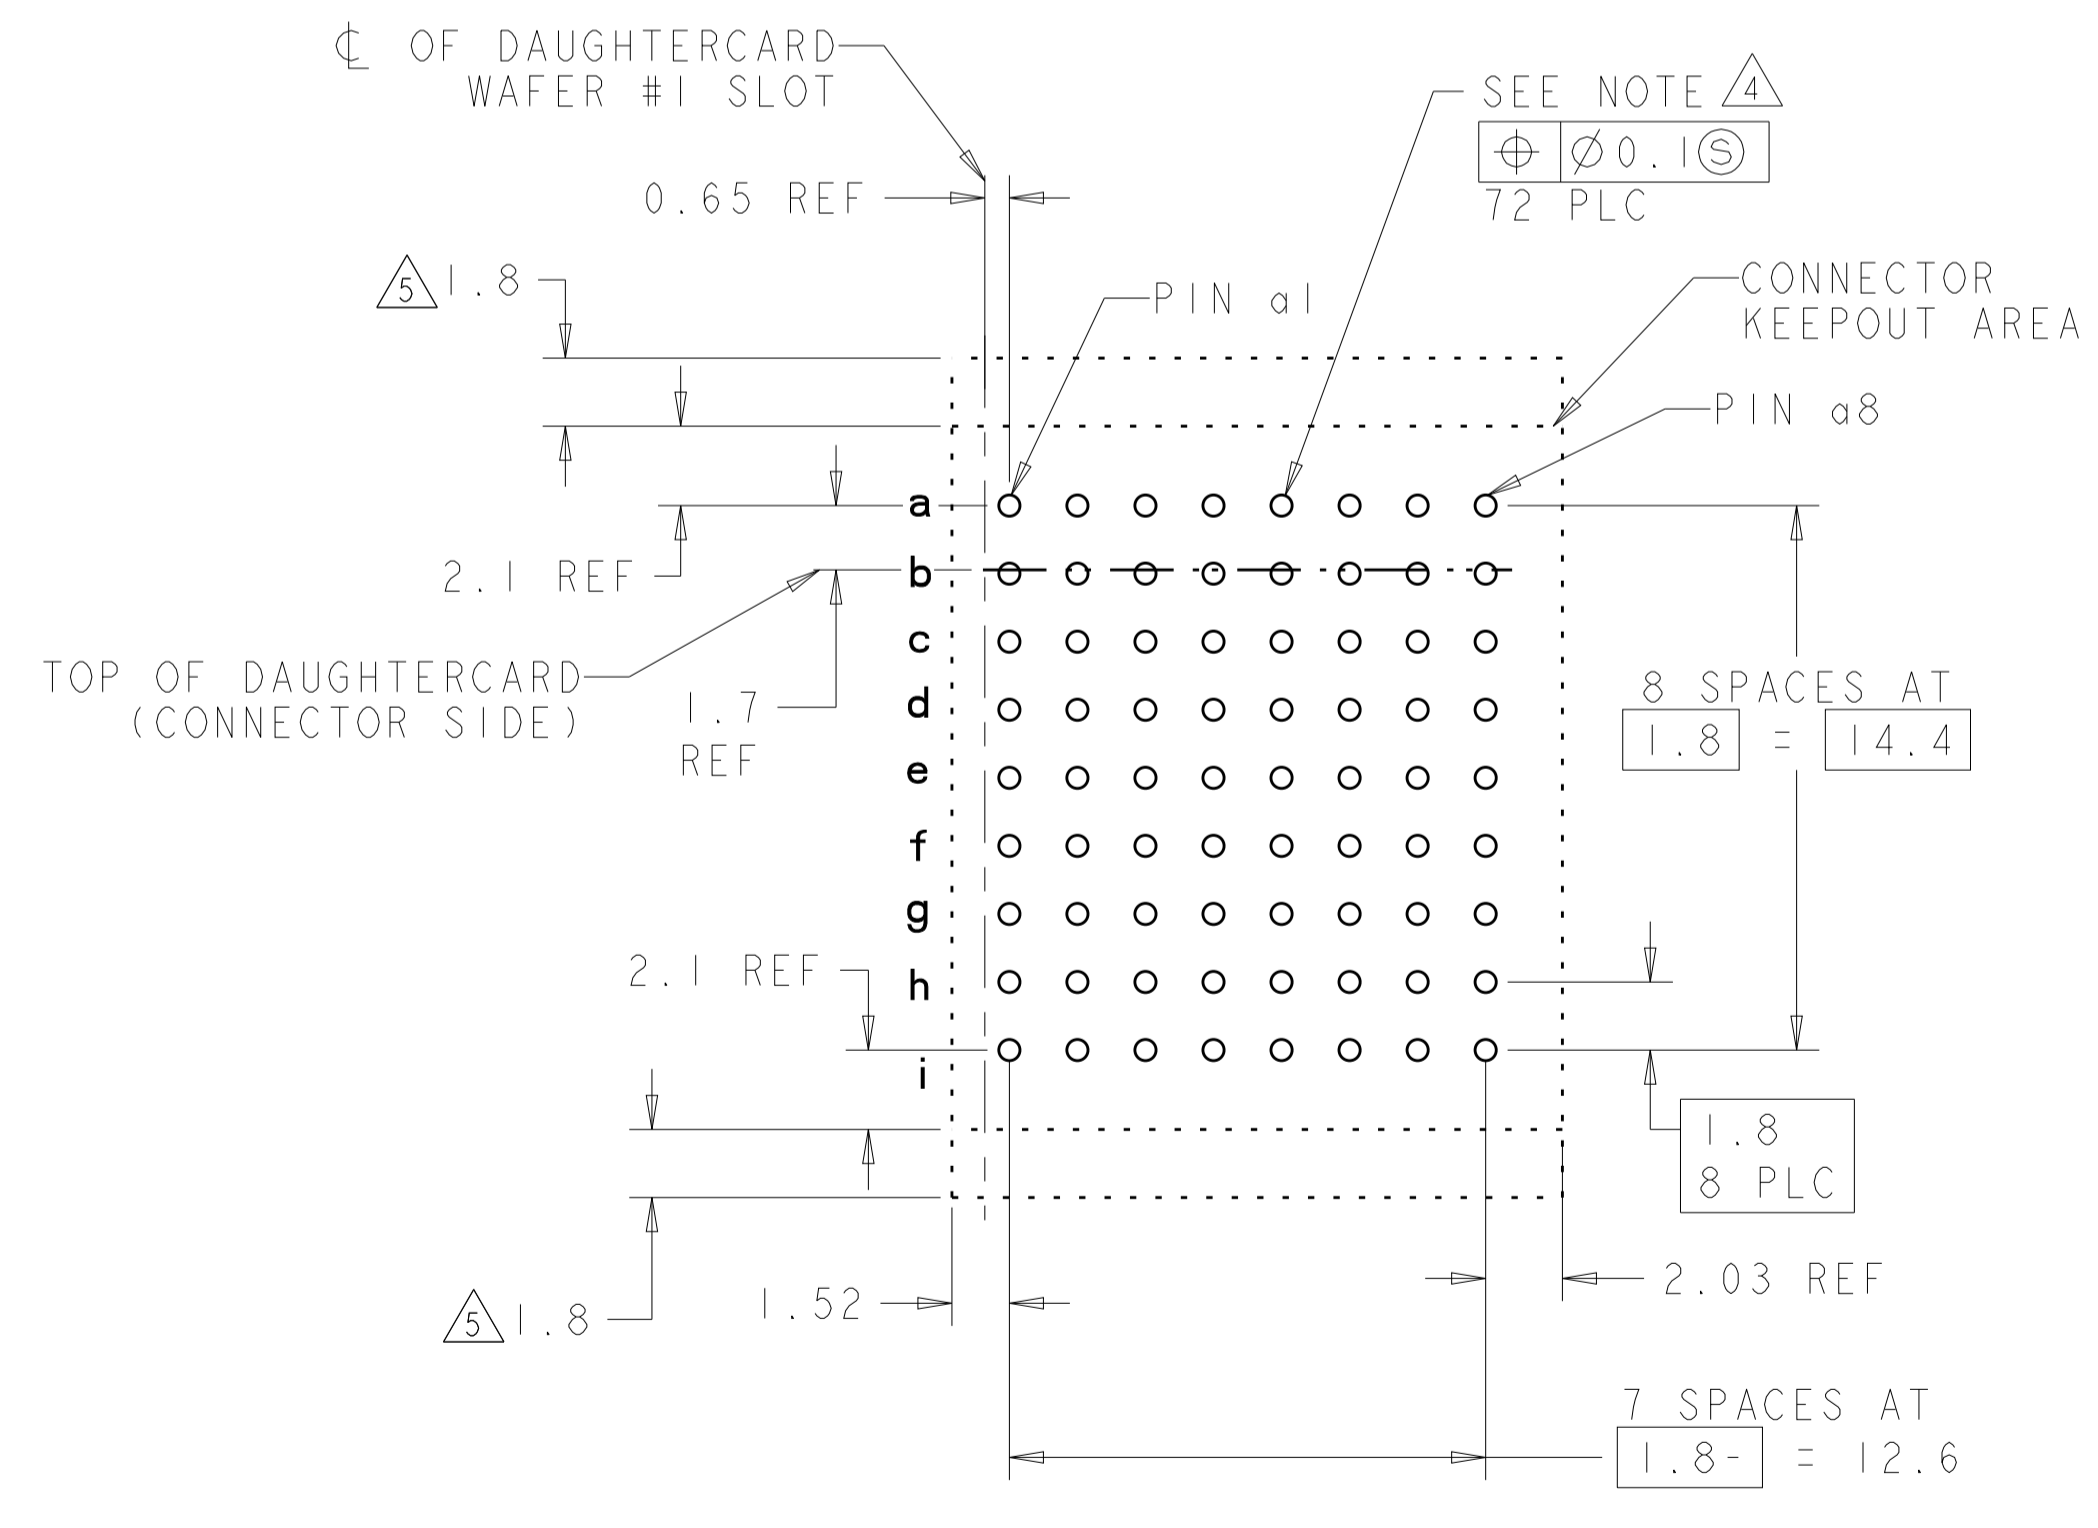 ℄ OF DAUGHTERCARD
WAFER #1 SLOT
SEE NOTE 4
⌀0.1Ⓢ
72 PLC
0.65 REF
5 1.8
PIN a1
CONNECTOR
KEEPOUT AREA
PIN a8
a
2.1 REF
b
TOP OF DAUGHTERCARD
(CONNECTOR SIDE)
1.7
REF
c
d
e
f
g
h
i
8 SPACES AT
1.8 = 14.4
2.1 REF
1.8
8 PLC
2.03 REF
1.52
5 1.8
7 SPACES AT
1.8- = 12.6